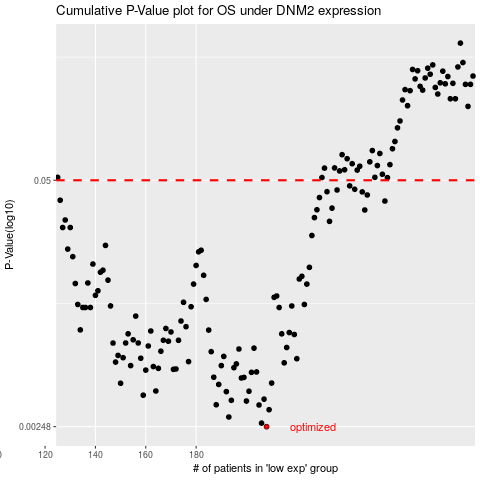 Cumulative P-Value plot for OS under DNM2 expression
P-Value(log10)
0.05
0.00248
optimized
0 120 140 160 180
# of patients in 'low exp' group